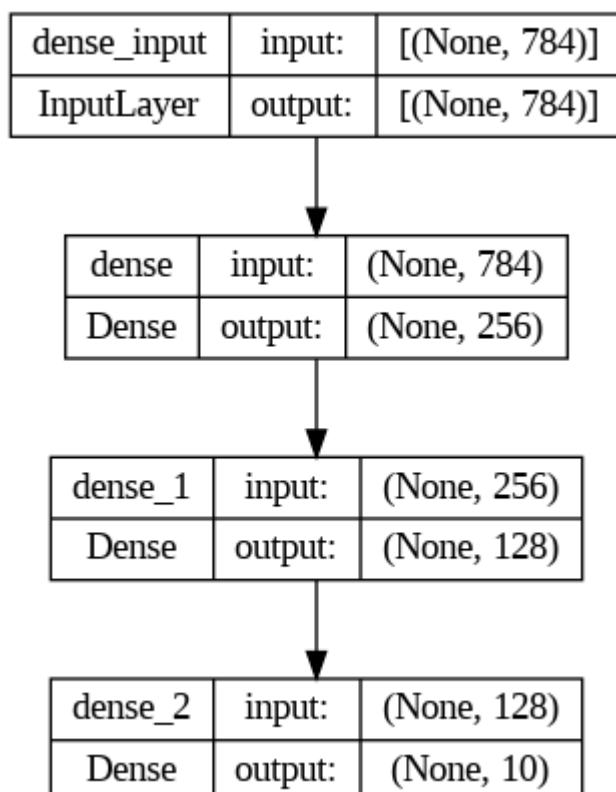 dense_input input: [(None, 784)]
InputLayer output: [(None, 784)]
dense input: (None, 784)
Dense output: (None, 256)
dense_1 input: (None, 256)
Dense output: (None, 128)
dense_2 input: (None, 128)
Dense output: (None, 10)